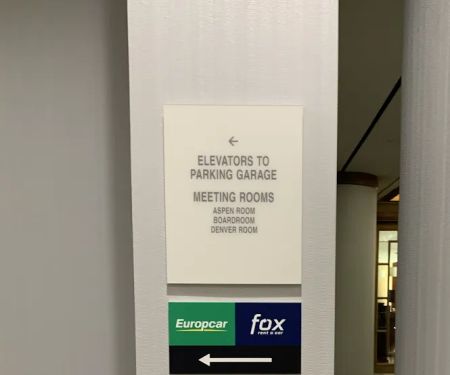 ←
ELEVATORS TO
PARKING GARAGE
MEETING ROOMS
ASPEN ROOM
BOARDROOM
DENVER ROOM
Europcar
fox
rent a car
←